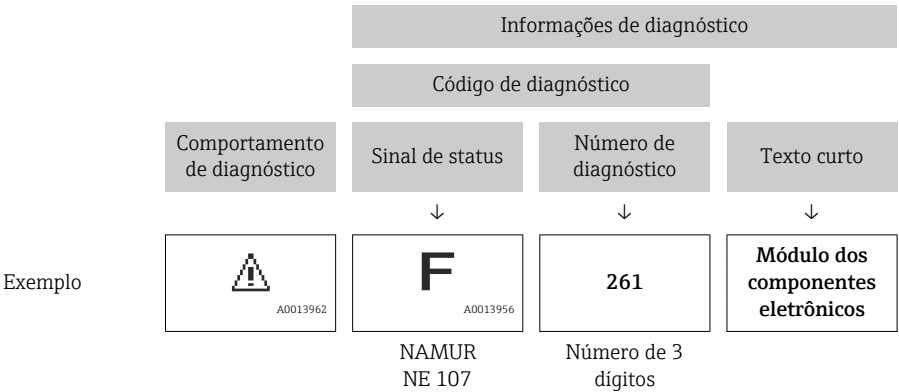 Informações de diagnóstico
Código de diagnóstico
Comportamento
de diagnóstico
Sinal de status
Número de
diagnóstico
Texto curto
↓ ↓ ↓
Exemplo
A0013962
F
A0013956
261
Módulo dos
componentes
eletrônicos
NAMUR
NE 107
Número de 3
dígitos